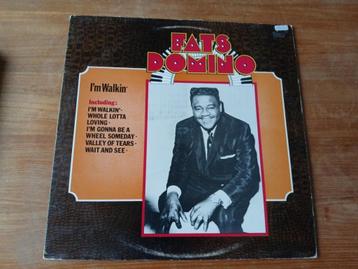 FATS
DOMINO
I'm Walkin'
Including:
I'M WALKIN'·
WHOLE LOTTA
LOVING·
I'M GONNA BE A
WHEEL SOMEDAY·
VALLEY OF TEARS·
WAIT AND SEE·